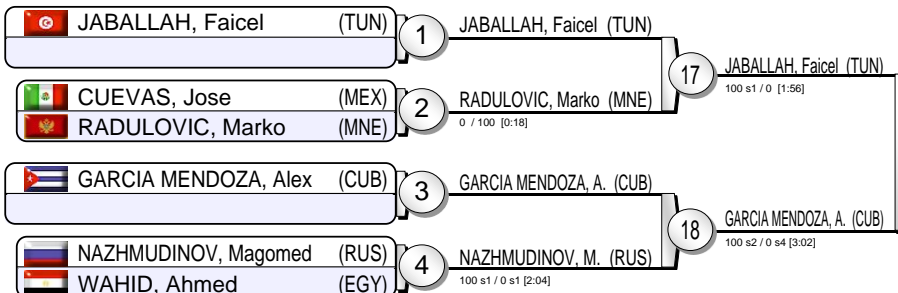 JABALLAH, Faicel (TUN)
1
JABALLAH, Faicel (TUN)
17
JABALLAH, Faicel (TUN)
100 s1 / 0 [1:56]
CUEVAS, Jose (MEX)
RADULOVIC, Marko (MNE)
2
RADULOVIC, Marko (MNE)
0 / 100 [0:18]
GARCIA MENDOZA, Alex (CUB)
3
GARCIA MENDOZA, A. (CUB)
18
GARCIA MENDOZA, A. (CUB)
100 s2 / 0 s4 [3:02]
NAZHMUDINOV, Magomed (RUS)
WAHID, Ahmed (EGY)
4
NAZHMUDINOV, M. (RUS)
100 s1 / 0 s1 [2:04]